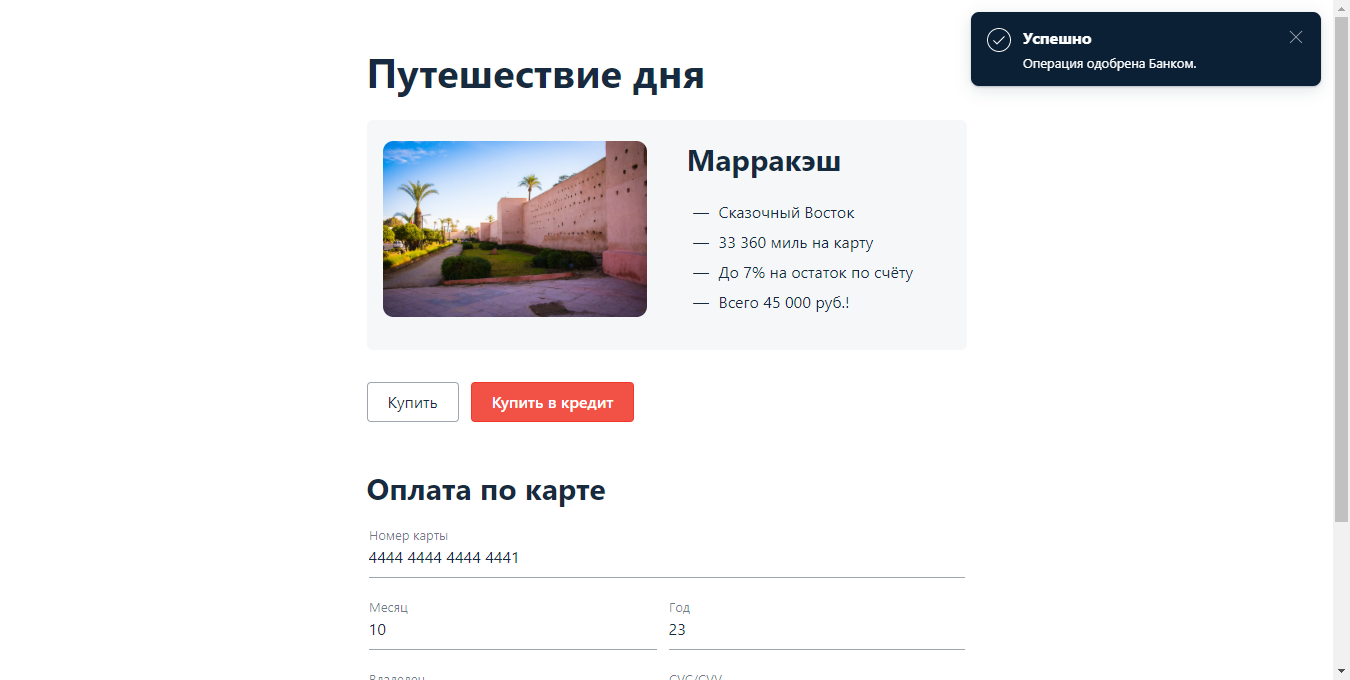 Успешно
Операция одобрена Банком.
Путешествие дня
Марракэш
— Сказочный Восток
— 33 360 миль на карту
— До 7% на остаток по счёту
— Всего 45 000 руб.!
Купить
Купить в кредит
Оплата по карте
Номер карты
4444 4444 4444 4441
Месяц
Год
10
23
Владелец
CVC/CVV